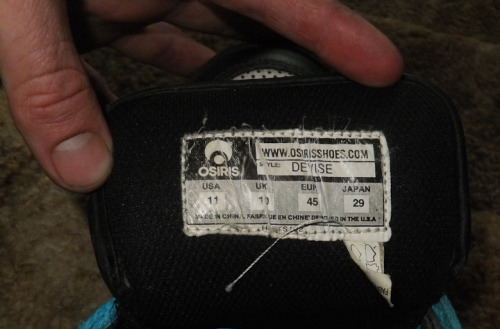 OSIRIS
WWW.OSIRISSHOES.COM
STYLE: DEVISE
USA UK EUR JAPAN
11 10 45 29
MADE IN CHINA, FABRIQUE EN CHINE DESIGNED IN THE U.S.A